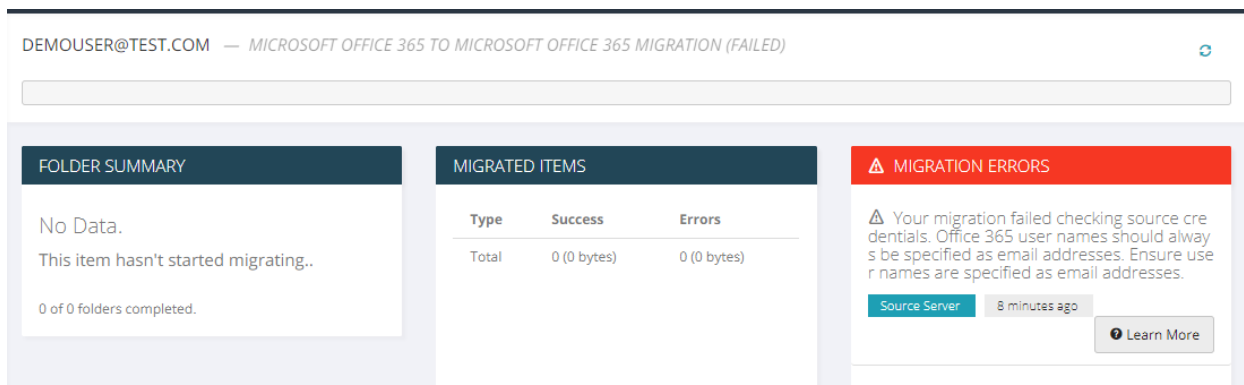 DEMOUSER@TEST.COM — MICROSOFT OFFICE 365 TO MICROSOFT OFFICE 365 MIGRATION (FAILED)
FOLDER SUMMARY
No Data.
This item hasn't started migrating..
0 of 0 folders completed.
MIGRATED ITEMS
Type Success Errors
Total 0 (0 bytes) 0 (0 bytes)
MIGRATION ERRORS
Your migration failed checking source cre
dentials. Office 365 user names should alway
s be specified as email addresses. Ensure use
r names are specified as email addresses.
Source Server 8 minutes ago
Learn More